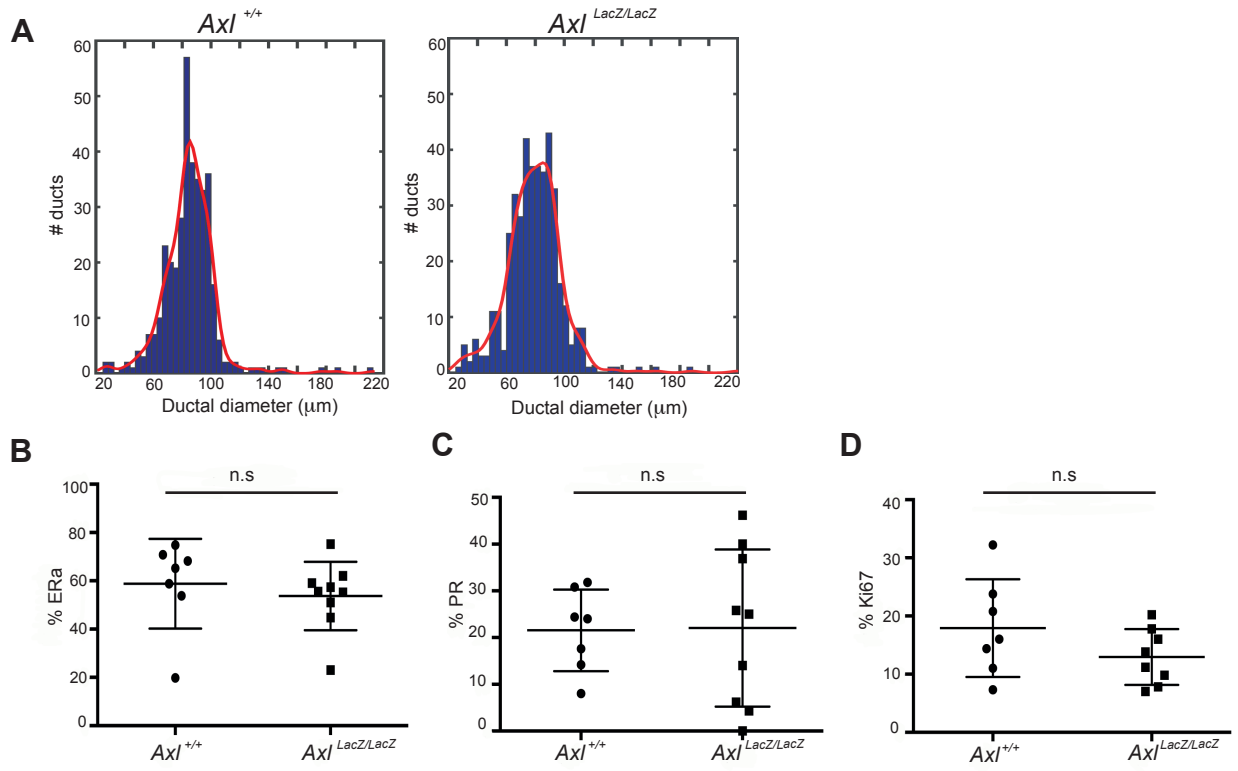 A
Axl +/+
Axl LacZ/LacZ
60
50
40
30
20
10
0
# ducts
20 60 100 140 180 220
Ductal diameter (μm)
60
50
40
30
20
10
0
# ducts
20 60 100 140 180 220
Ductal diameter (μm)
B
n.s
100
80
60
40
20
0
% ERa
Axl +/+
Axl LacZ/LacZ
C
n.s
50
40
30
20
10
0
% PR
Axl +/+
Axl LacZ/LacZ
D
n.s
40
30
20
10
0
% Ki67
Axl +/+
Axl LacZ/LacZ